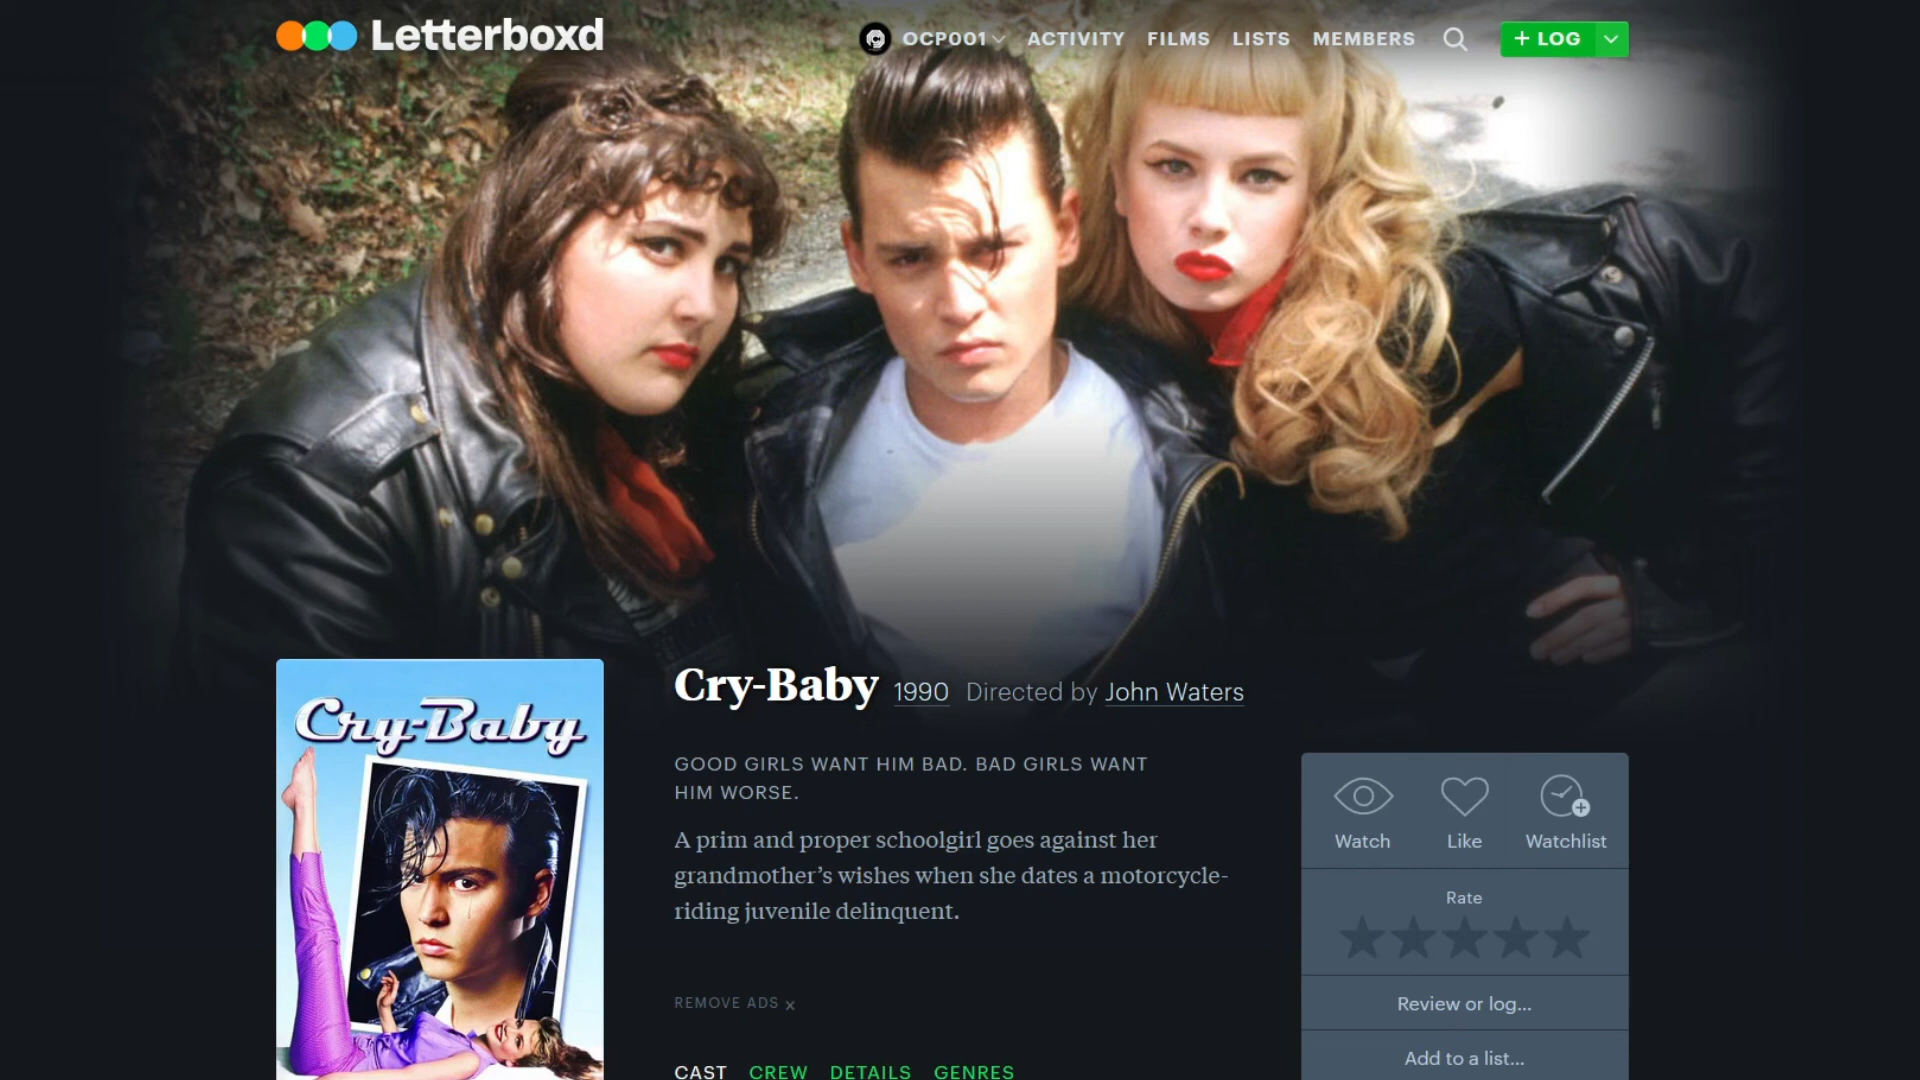 Letterboxd
OCP001 ACTIVITY FILMS LISTS MEMBERS + LOG
Cry-Baby
Cry-Baby 1990 Directed by John Waters
GOOD GIRLS WANT HIM BAD. BAD GIRLS WANT
HIM WORSE.
A prim and proper schoolgirl goes against her
grandmother’s wishes when she dates a motorcycle-
riding juvenile delinquent.
REMOVE ADS x
CAST CREW DETAILS GENRES
Watch Like Watchlist
Rate
Review or log...
Add to a list...